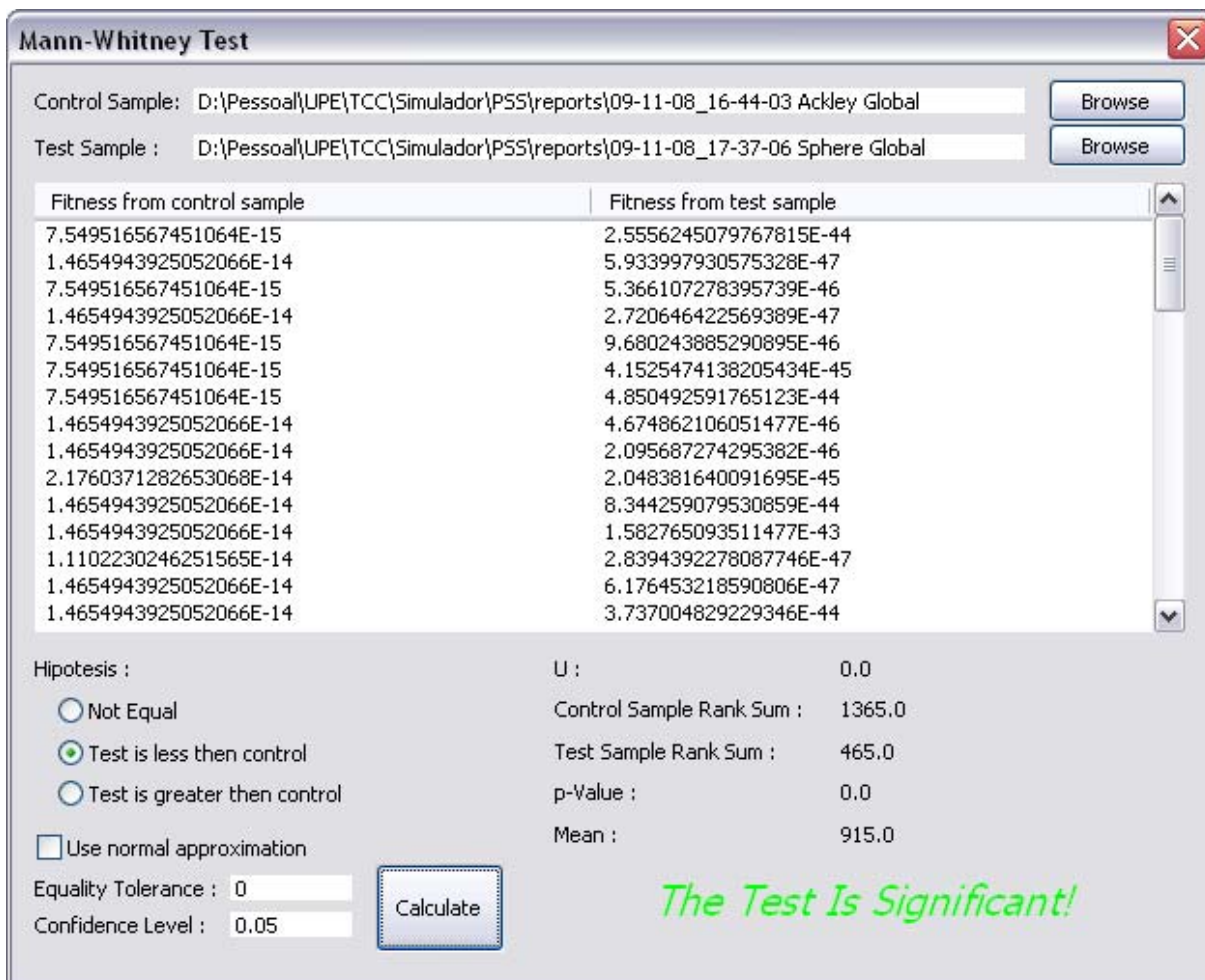 Mann-Whitney Test
Control Sample: D:\Pessoal\UPE\TCC\Simulador\PSS\reports\09-11-08_16-44-03 Ackley Global Browse
Test Sample : D:\Pessoal\UPE\TCC\Simulador\PSS\reports\09-11-08_17-37-06 Sphere Global Browse
Fitness from control sample Fitness from test sample
7.549516567451064E-15 2.5556245079767815E-44
1.4654943925052066E-14 5.933997930575328E-47
7.549516567451064E-15 5.366107278395739E-46
1.4654943925052066E-14 2.720646422569389E-47
7.549516567451064E-15 9.680243885290895E-46
7.549516567451064E-15 4.1525474138205434E-45
7.549516567451064E-15 4.850492591765123E-44
1.4654943925052066E-14 4.674862106051477E-46
1.4654943925052066E-14 2.095687274295382E-46
2.1760371282653068E-14 2.048381640091695E-45
1.4654943925052066E-14 8.344259079530859E-44
1.4654943925052066E-14 1.582765093511477E-43
1.1102230246251565E-14 2.8394392278087746E-47
1.4654943925052066E-14 6.176453218590806E-47
1.4654943925052066E-14 3.737004829229346E-44
Hipotesis : U : 0.0
Not Equal Control Sample Rank Sum : 1365.0
Test is less then control Test Sample Rank Sum : 465.0
Test is greater then control p-Value : 0.0
Use normal approximation Mean : 915.0
Equality Tolerance : 0
Confidence Level : 0.05
Calculate
The Test Is Significant!